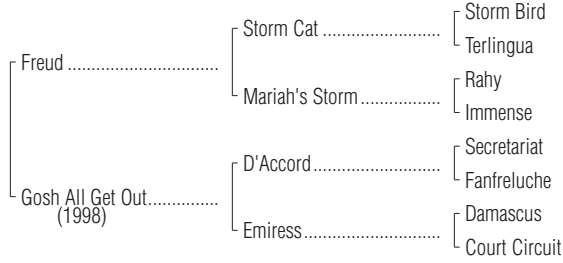 Storm Bird
Storm Cat ........................
Terlingua
Freud ................................
Rahy
Mariah's Storm.................
Immense
Secretariat
D'Accord...........................
Fanfreluche
Gosh All Get Out...............
(1998)
Damascus
Emiress.............................
Court Circuit